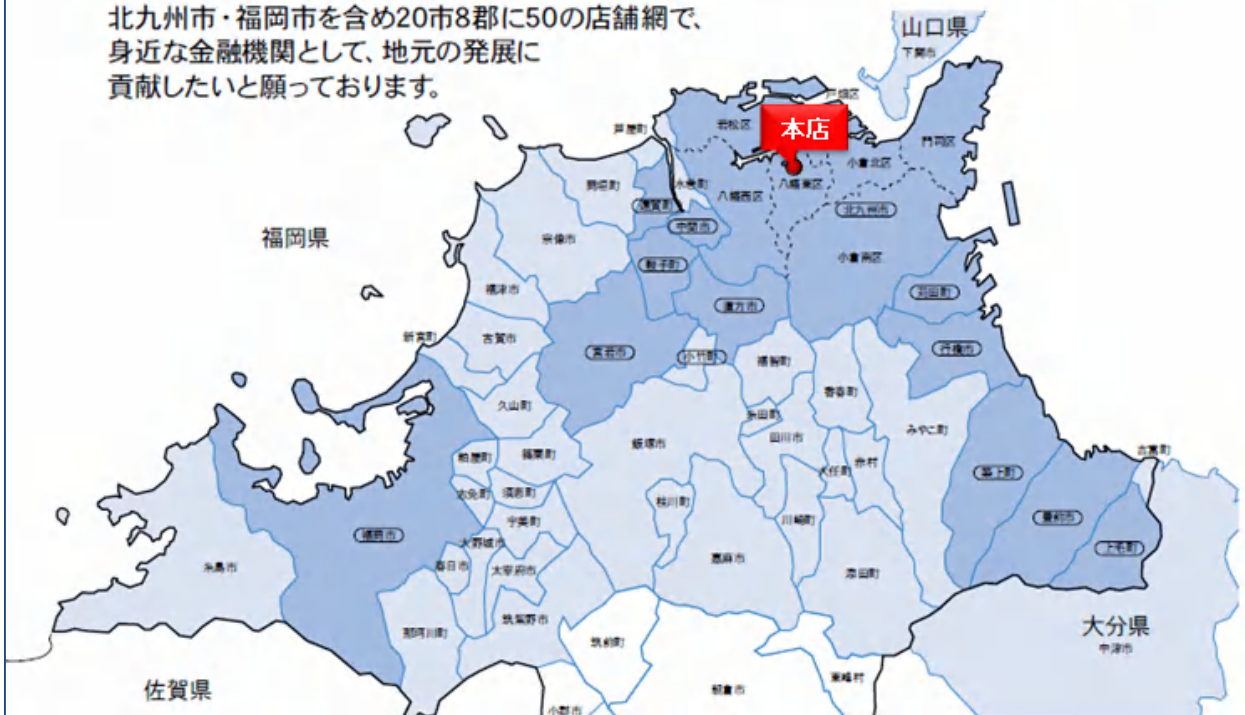 北九州市・福岡市を含め20市8郡に50の店舗網で、
身近な金融機関として、地元の発展に
貢献したいと願っております。
山口県
下関市
戸畑区
芦屋町
若松区
本店
門司区
小倉北区
岡垣町
水巻町
八幡西区
八幡東区
遠賀町
北九州市
中間市
福岡県
宗像市
鞍手町
小倉南区
福津市
苅田町
直方市
新宮町
古賀市
宮若市
小竹町
福智町
行橋市
香春町
久山町
糸田町
みやこ町
飯塚市
田川市
粕屋町
篠栗町
大任町
赤村
吉富町
築上町
志免町
須恵町
桂川町
宇美町
川崎町
豊前市
福岡市
大野城市
上毛町
春日市
太宰府市
嘉麻市
糸島市
添田町
筑紫野市
那珂川町
筑前町
大分県
中津市
東峰村
佐賀県
朝倉市
小郡市